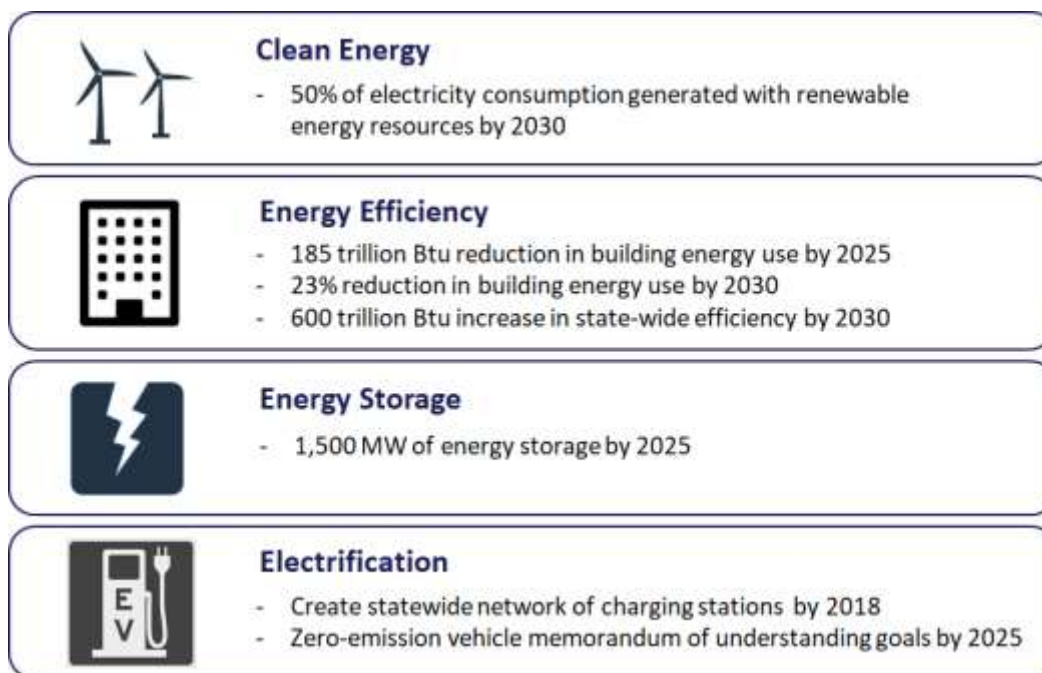 Clean Energy
- 50% of electricity consumption generated with renewable
energy resources by 2030
Energy Efficiency
- 185 trillion Btu reduction in building energy use by 2025
- 23% reduction in building energy use by 2030
- 600 trillion Btu increase in state-wide efficiency by 2030
Energy Storage
- 1,500 MW of energy storage by 2025
E
V
Electrification
- Create statewide network of charging stations by 2018
- Zero-emission vehicle memorandum of understanding goals by 2025